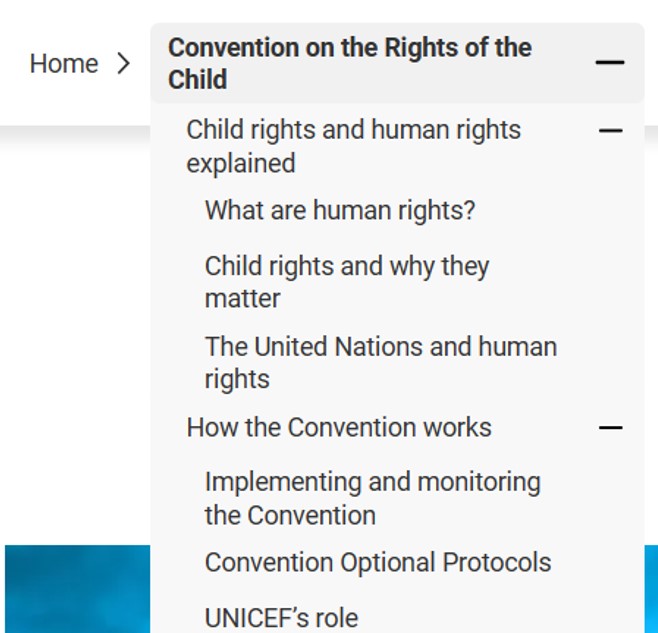 Home
Convention on the Rights of the
Child
Child rights and human rights
explained
What are human rights?
Child rights and why they
matter
The United Nations and human
rights
How the Convention works
Implementing and monitoring
the Convention
Convention Optional Protocols
UNICEF’s role